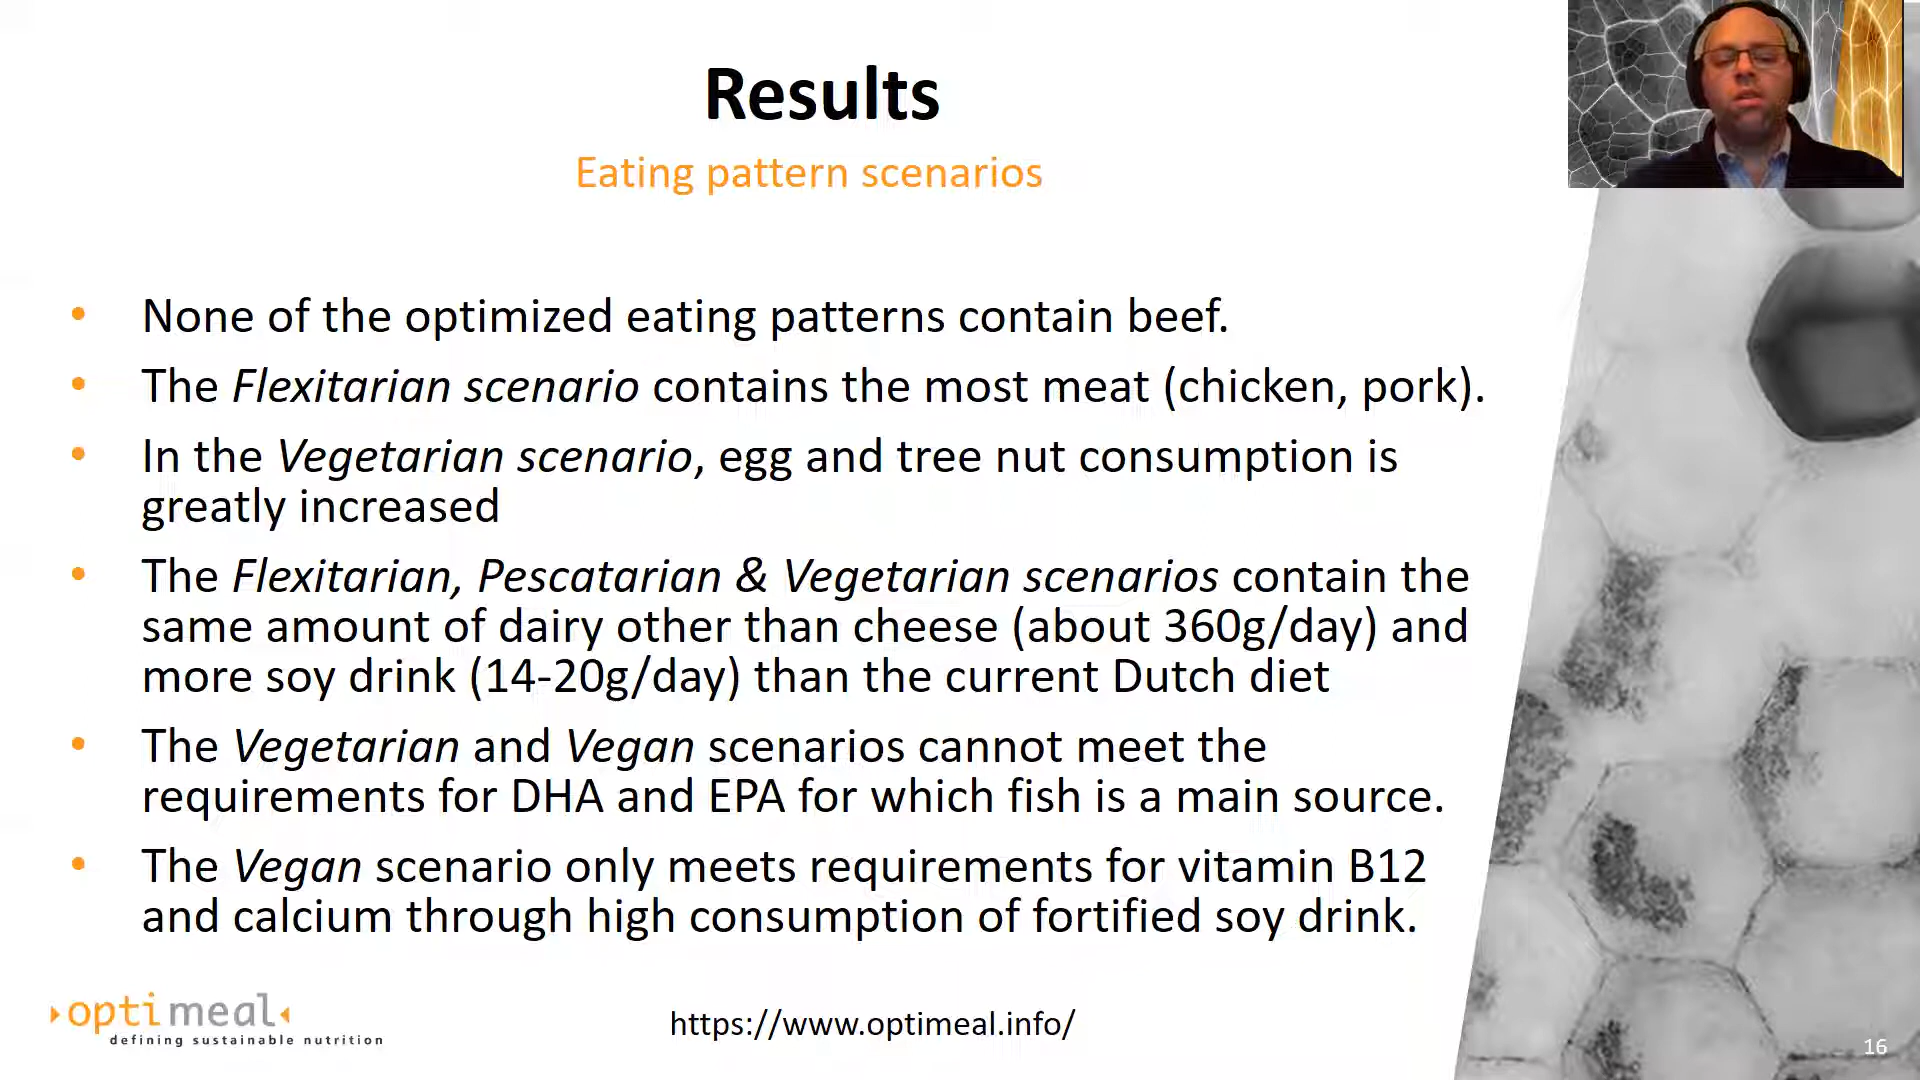 Results
Eating pattern scenarios
• None of the optimized eating patterns contain beef.
• The Flexitarian scenario contains the most meat (chicken, pork).
• In the Vegetarian scenario, egg and tree nut consumption is
greatly increased
• The Flexitarian, Pescatarian & Vegetarian scenarios contain the
same amount of dairy other than cheese (about 360g/day) and
more soy drink (14-20g/day) than the current Dutch diet
• The Vegetarian and Vegan scenarios cannot meet the
requirements for DHA and EPA for which fish is a main source.
• The Vegan scenario only meets requirements for vitamin B12
and calcium through high consumption of fortified soy drink.
optimeal
defining sustainable nutrition
https://www.optimeal.info/
16